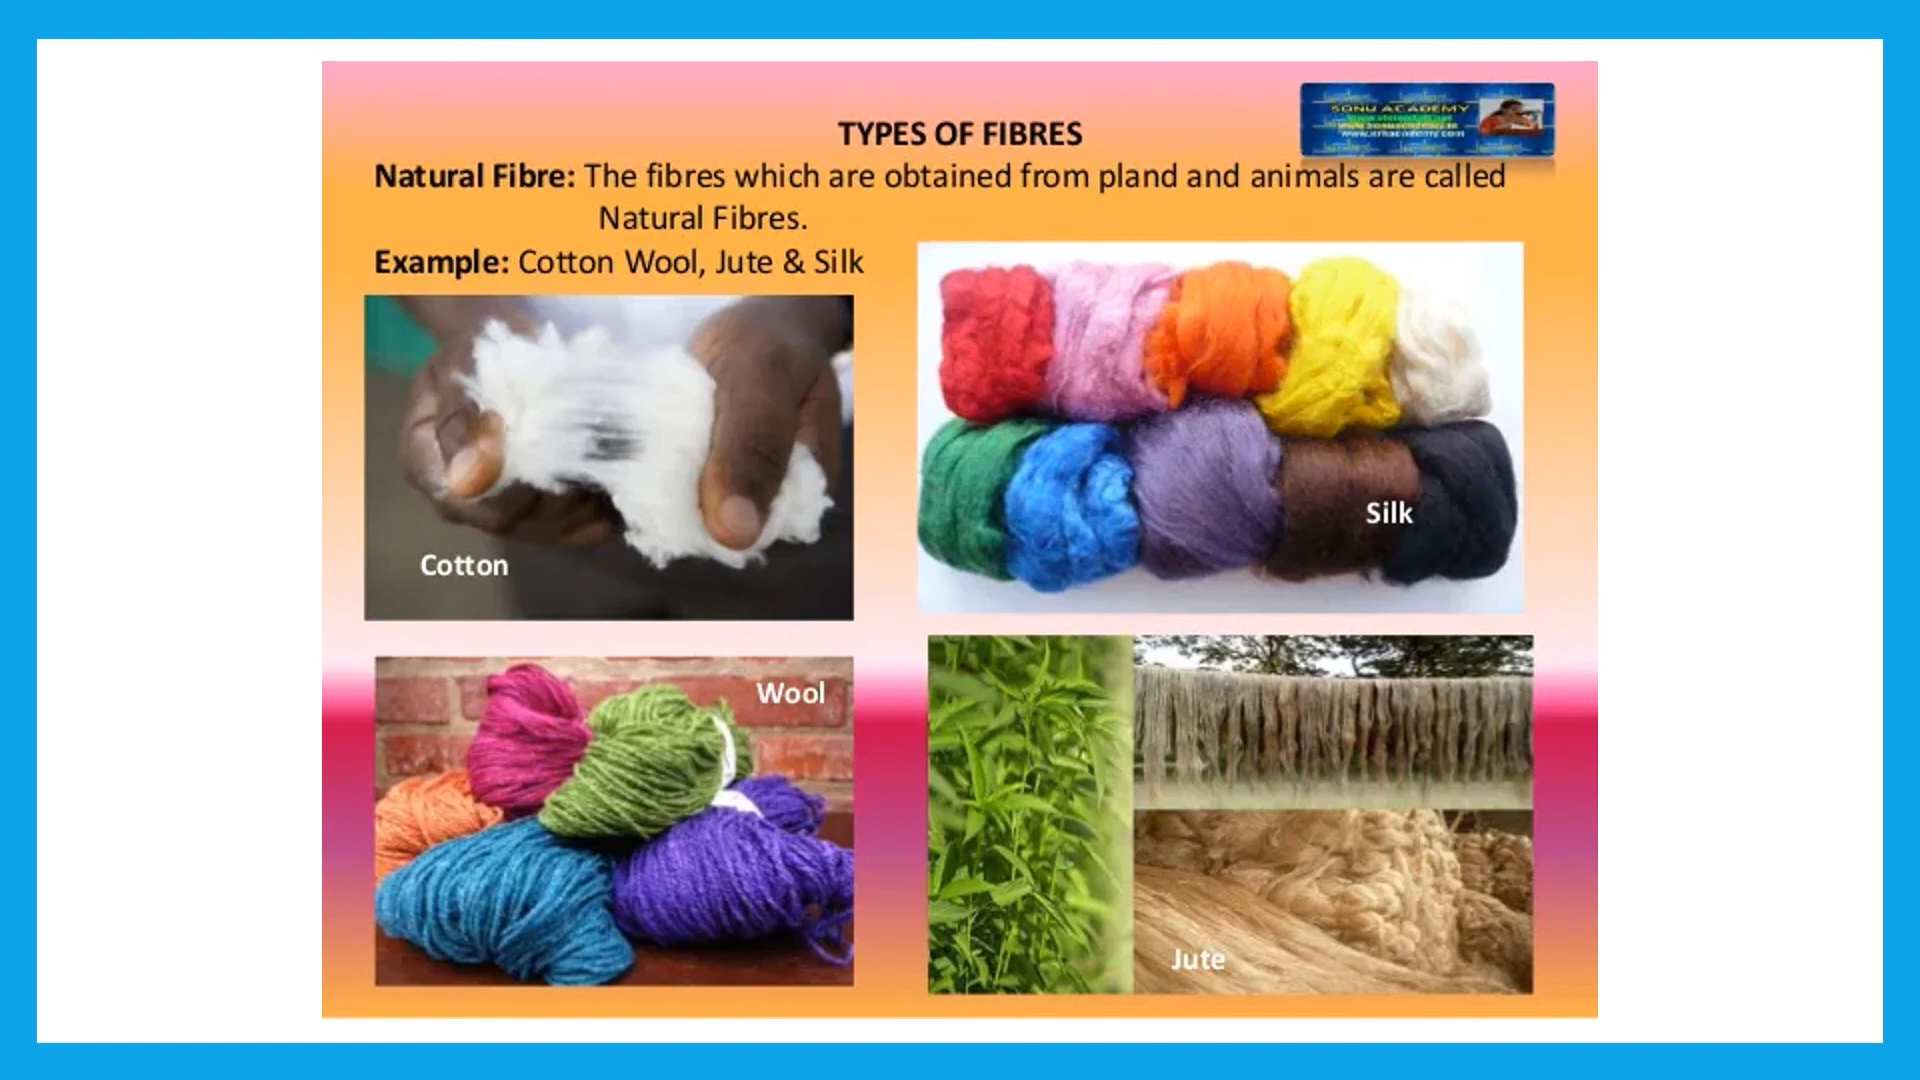 SONU ACADEMY
TYPES OF FIBRES
Natural Fibre: The fibres which are obtained from pland and animals are called
Natural Fibres.
Example: Cotton Wool, Jute & Silk
Cotton
Silk
Wool
Jute